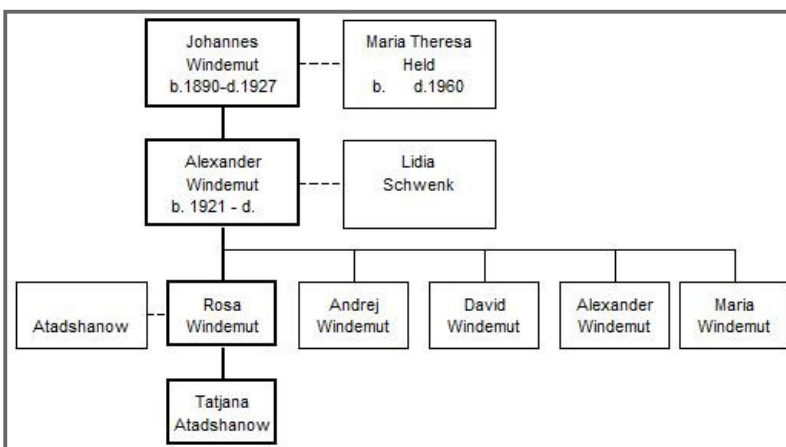 Johannes
Windemut
b.1890-d.1927
Maria Theresa
Held
b. d.1960
Alexander
Windemut
b. 1921 - d.
Lidia
Schwenk
Atadshanow
Rosa
Windemut
Andrej
Windemut
David
Windemut
Alexander
Windemut
Maria
Windemut
Tatjana
Atadshanow